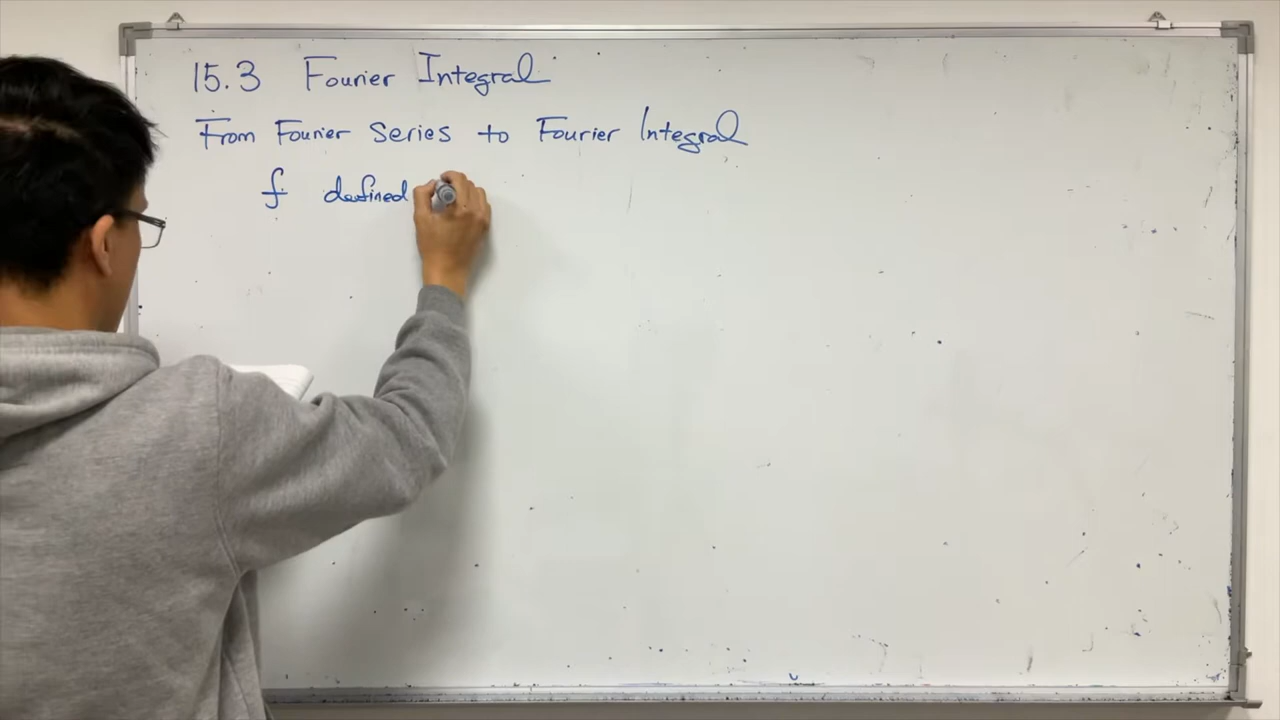 15.3 Fourier Integral
From Fourier Series to Fourier Integral
f defined